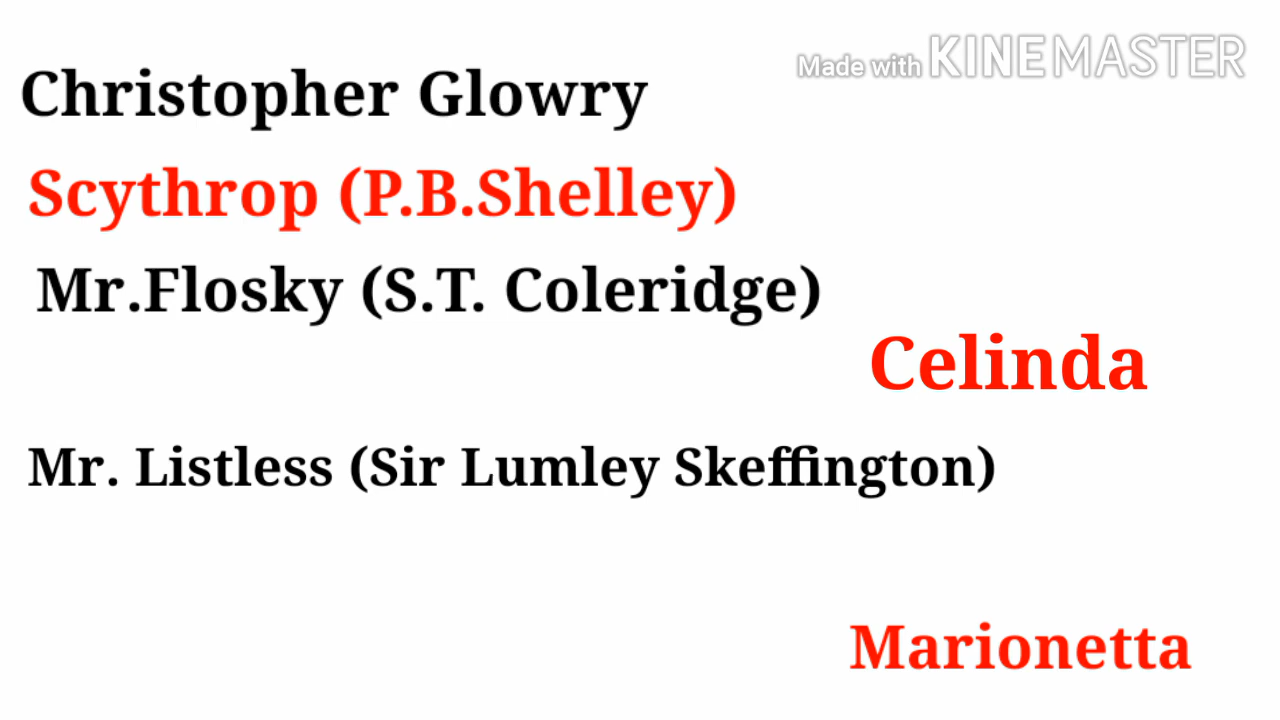 Made with KINEMASTER
Christopher Glowry
Scythrop (P.B.Shelley)
Mr.Flosky (S.T. Coleridge)
Celinda
Mr. Listless (Sir Lumley Skeffington)
Marionetta